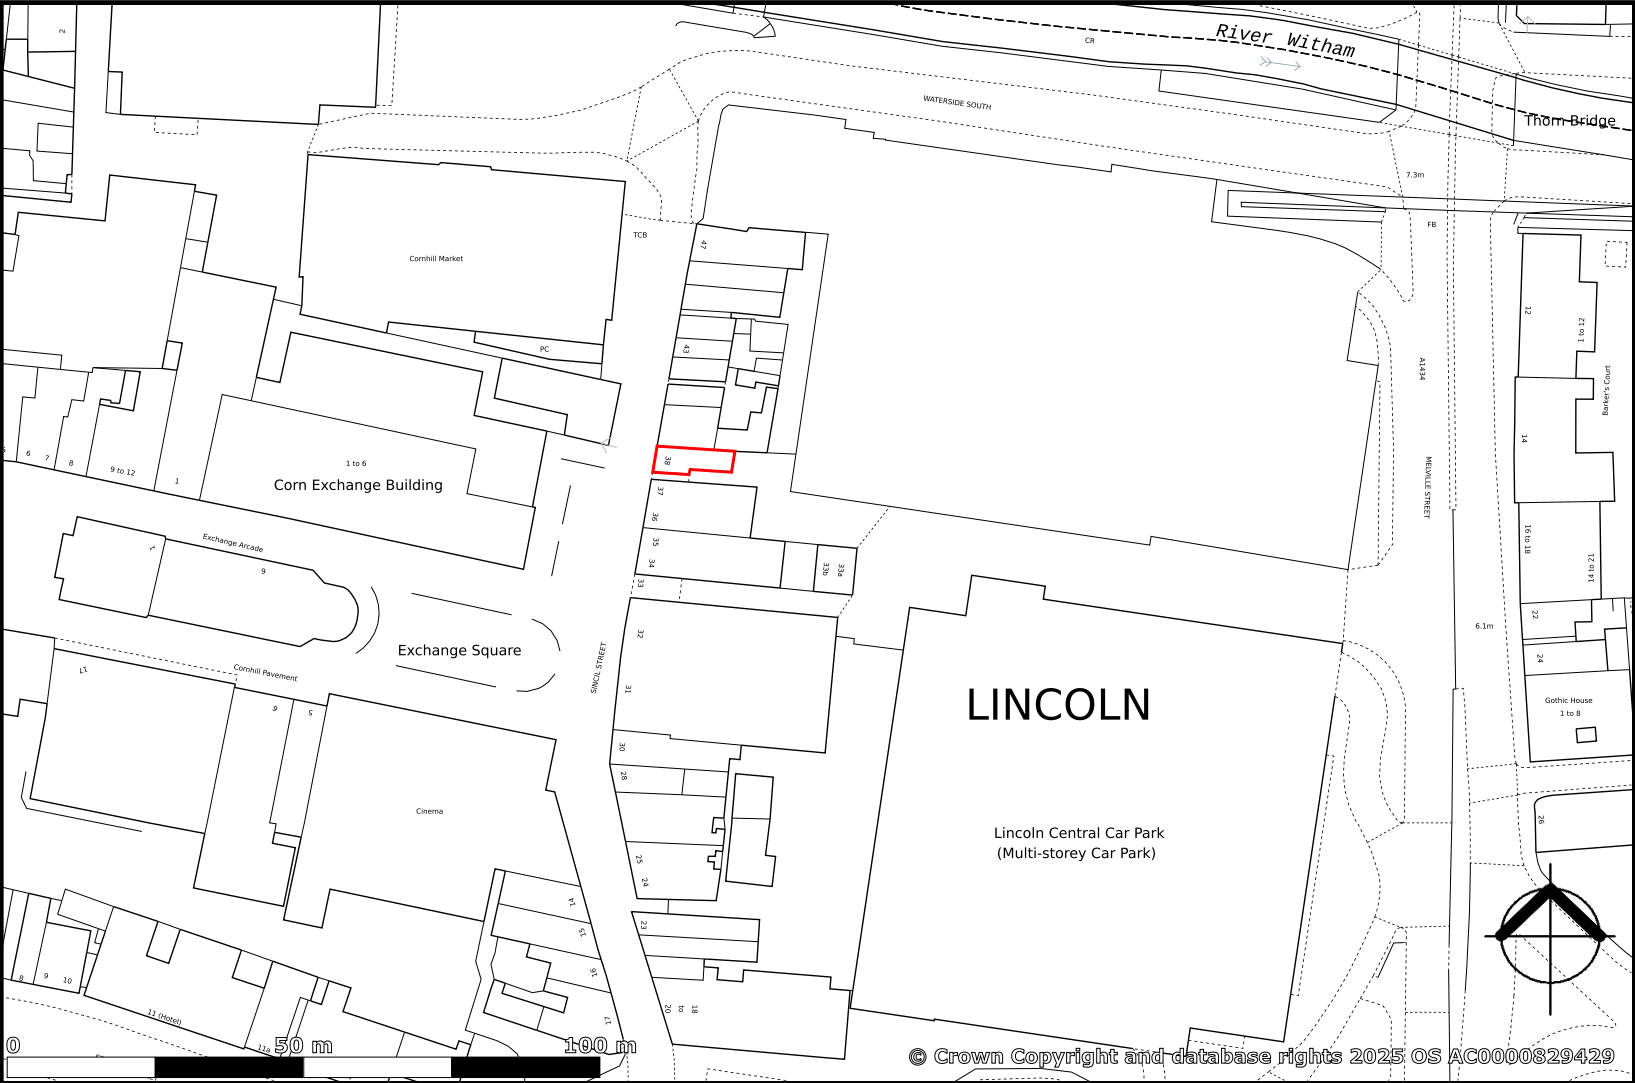 2
CR
River Witham
WATERSIDE SOUTH
Thorn Bridge
7.3m
FB
TCB
47
Cornhill Market
12
1 to 12
PC
43
A1434
Barker's Court
14
6
7
8
9 to 12
1
1 to 6
Corn Exchange Building
38
37
36
35
34
33
33b
33a
MELVILLE STREET
16 to 18
14 to 21
Exchange Arcade
1
6
22
6.1m
24
32
Exchange Square
SINCIL STREET
Cornhill Pavement
17
31
6
5
LINCOLN
Gothic House
1 to 8
30
28
Cinema
26
Lincoln Central Car Park
(Multi-storey Car Park)
25
24
14
23
15
16
8
9
10
11 (Hotel)
11a
17
20
to
18
0
50 m
100 m
© Crown Copyright and database rights 2025 OS AC0000829429